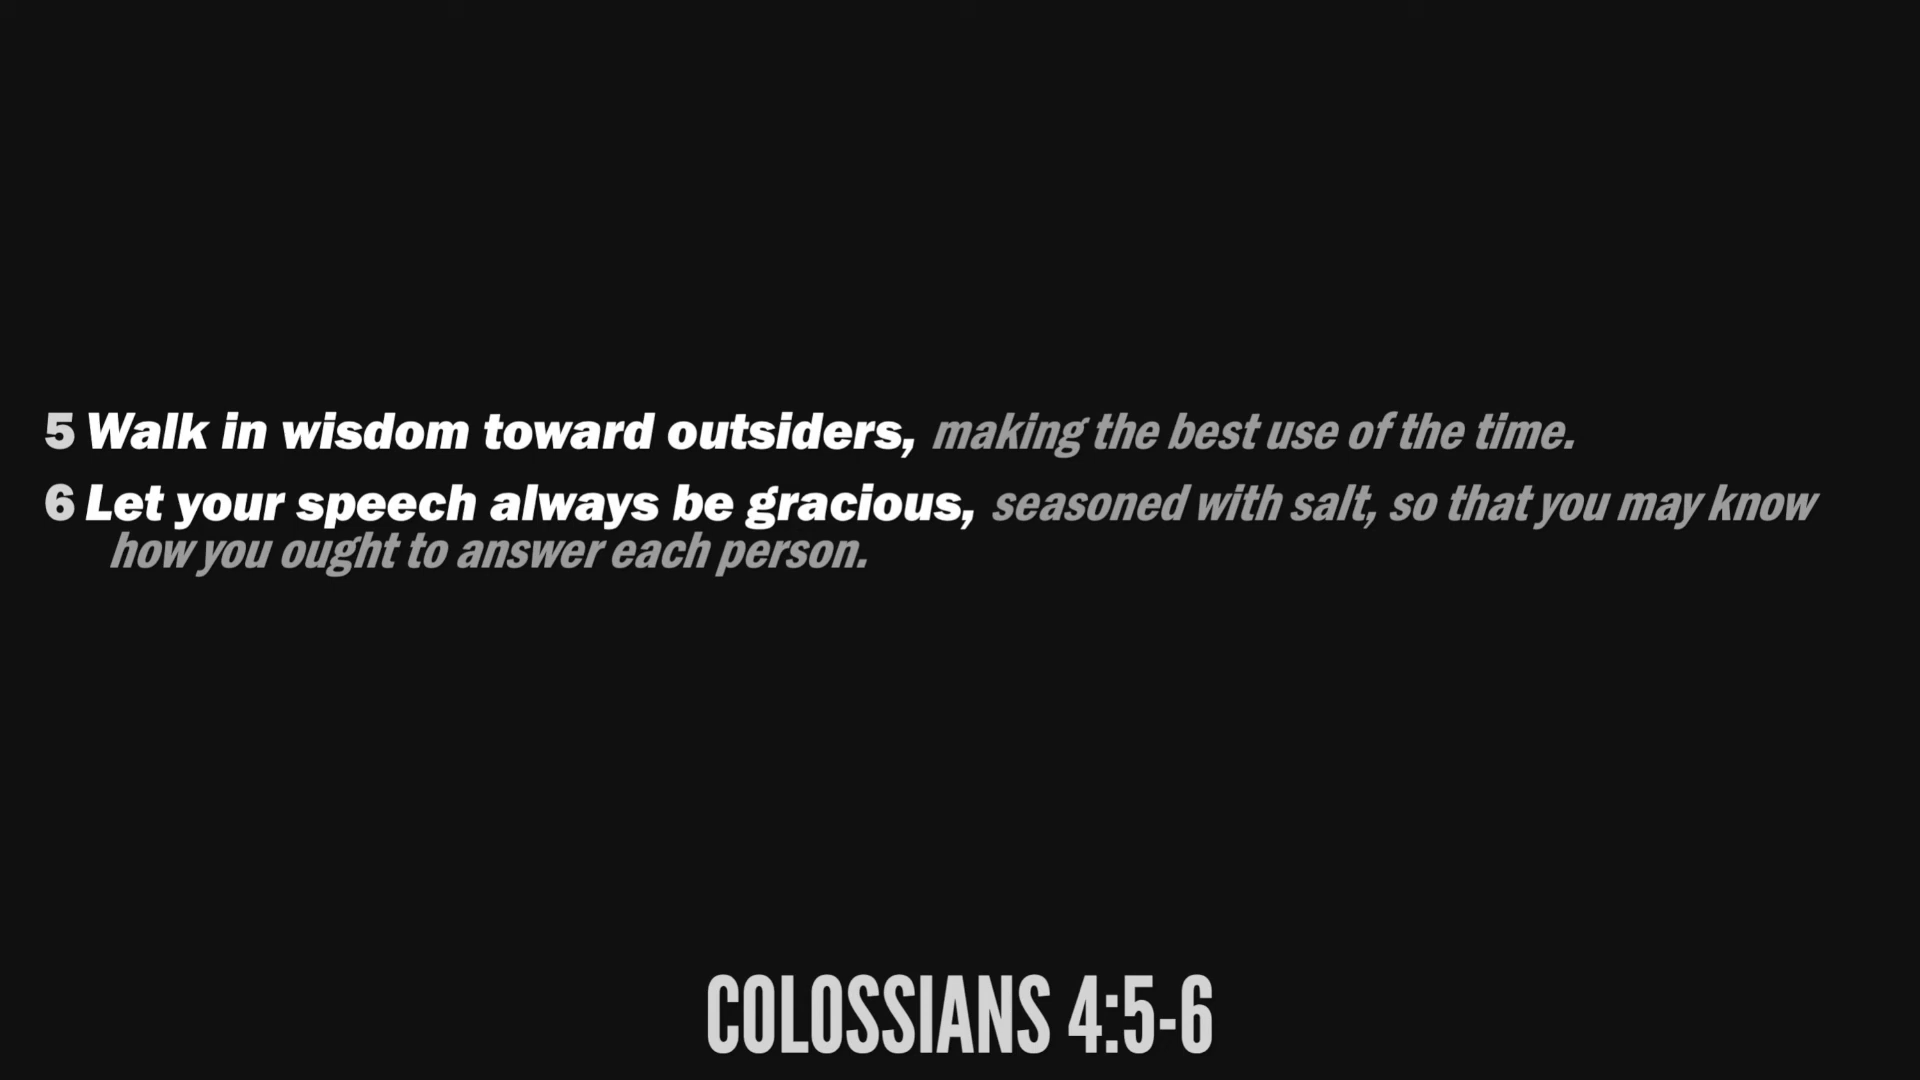 5 Walk in wisdom toward outsiders, making the best use of the time.
6 Let your speech always be gracious, seasoned with salt, so that you may know
how you ought to answer each person.
COLOSSIANS 4:5-6